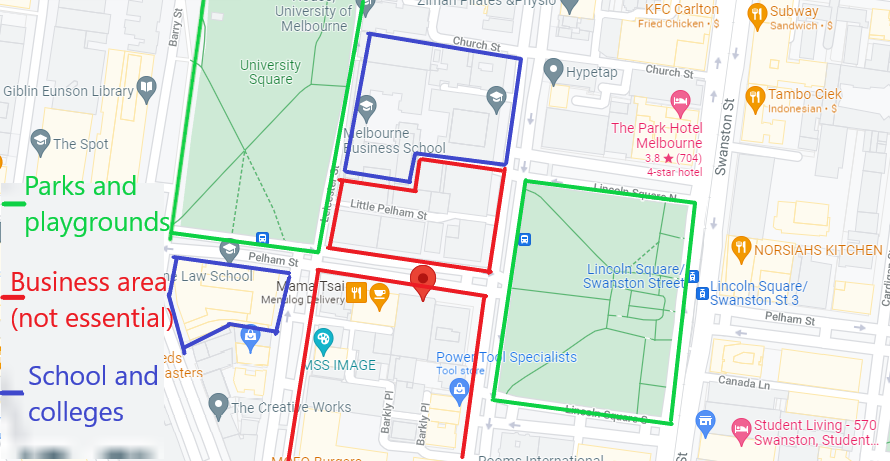 House,
University of
Melbourne
Ziman Pilates &Physio
KFC Carlton
Fried Chicken • $
Subway
Sandwich • $
Barry St
Church St
University
Square
Hypetap
Church St
Giblin Eunson Library
Tambo Ciek
Indonesian • $
The Spot
Melbourne
Business School
The Park Hotel
Melbourne
3.8 ★ (704)
4-star hotel
Swanston St
Parks and
playgrounds
Leicester St
Little Pelham St
Lincoln Square N
Pelham St
NORSIAHS KITCHEN
Law School
Business area
(not essential)
Mama Tsai
Menulog Delivery
Lincoln Square/
Swanston Street
Lincoln Square/
Swanston St 3
Cardigan St
Pelham St
MSS IMAGE
Power Tool Specialists
Tool store
School and
colleges
The Creative Works
Barkly Pl
Barkly Pl
Canada Ln
Lincoln Square S
Student Living - 570
Swanston, Student...
St
Rooms International